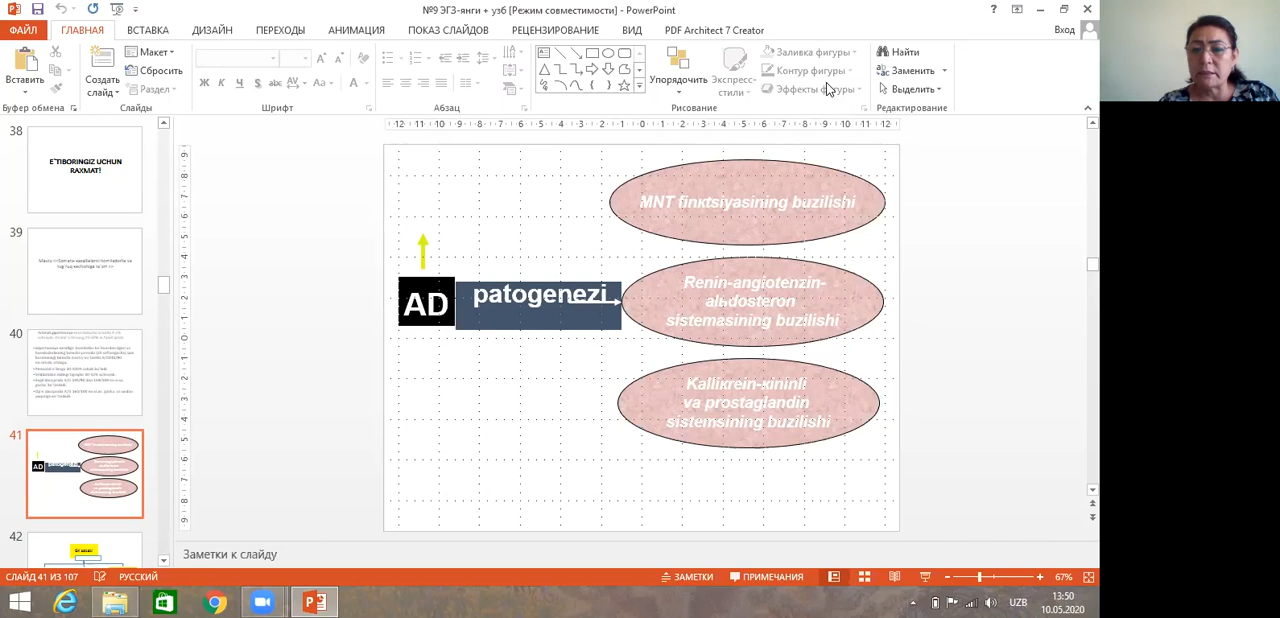 №9 ЭГЗ-янги + узб [Режим совместимости] - PowerPoint
ФАЙЛ
ГЛАВНАЯ
ВСТАВКА
ДИЗАЙН
ПЕРЕХОДЫ
АНИМАЦИЯ
ПОКАЗ СЛАЙДОВ
РЕЦЕНЗИРОВАНИЕ
ВИД
PDF Architect 7 Creator
Вход
Вставить
Создать слайд
Макет
Сбросить
Раздел
Заливка фигуры
Контур фигуры
Эффекты фигуры
Упорядочить
Экспресс-стили
Найти
Заменить
Выделить
Буфер обмена
Слайды
Шрифт
Абзац
Рисование
Редактирование
38
E`TIBORINGIZ UCHUN
RAXMAT!
39
40
41
42
MNT finкtsiyasining buzilishi
AD
patogenezi
Renin-angiotenzin-
aldosteron
sistemasining buzilishi
Kalliкrein-кininli
va prostaglandin
sistemsining buzilishi
Заметки к слайду
СЛАЙД 41 ИЗ 107
РУССКИЙ
ЗАМЕТКИ
ПРИМЕЧАНИЯ
67%
UZB
13:50
10.05.2020